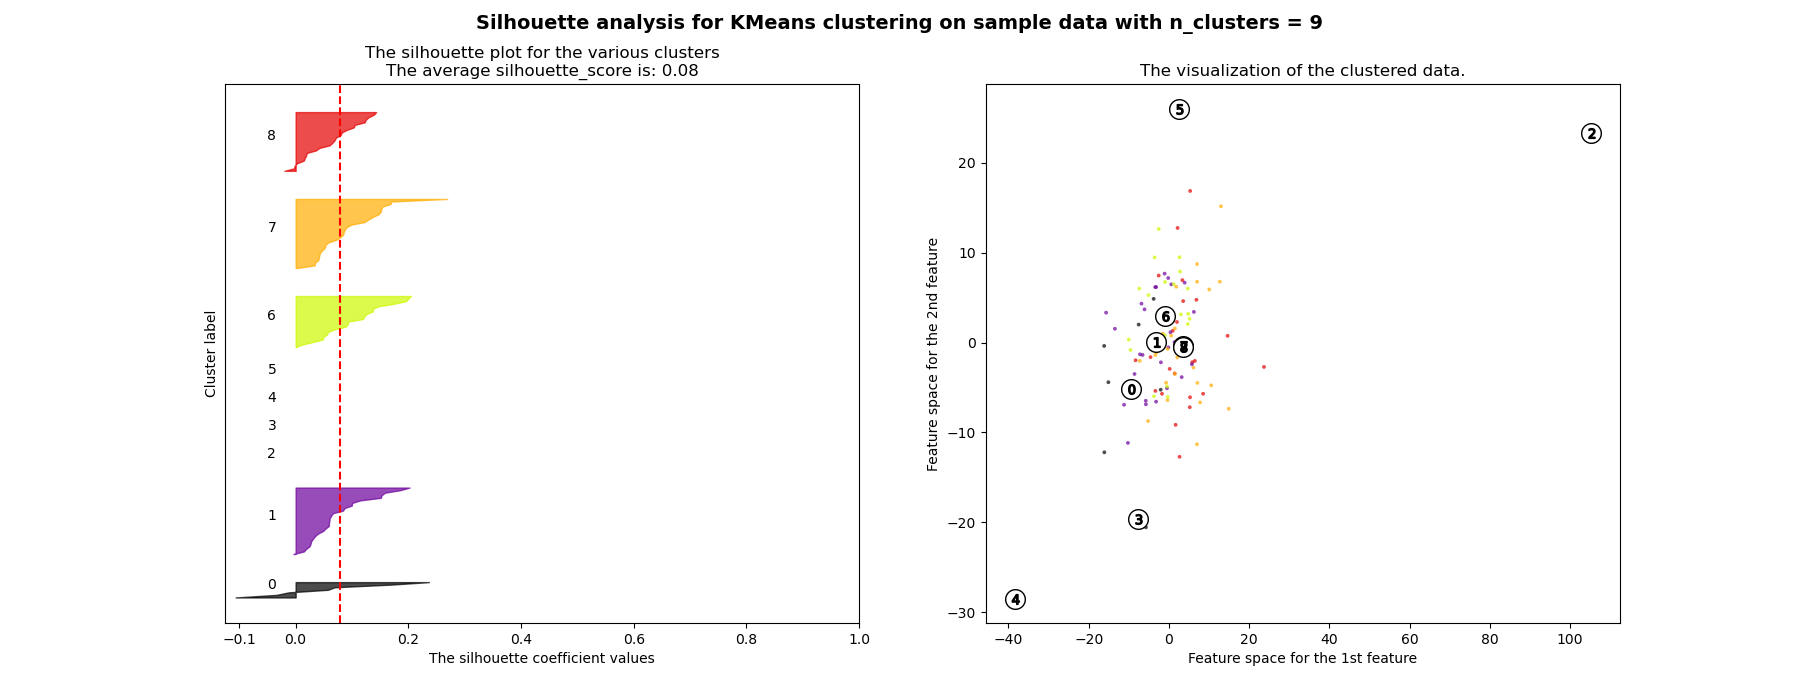 Silhouette analysis for KMeans clustering on sample data with n_clusters = 9
The silhouette plot for the various clusters
The average silhouette_score is: 0.08
8
7
6
5
4
3
2
1
0
Cluster label
−0.1 0.0 0.2 0.4 0.6 0.8 1.0
The silhouette coefficient values
The visualization of the clustered data.
5
2
6
1
8
0
3
4
20
10
0
−10
−20
−30
Feature space for the 2nd feature
−40 −20 0 20 40 60 80 100
Feature space for the 1st feature